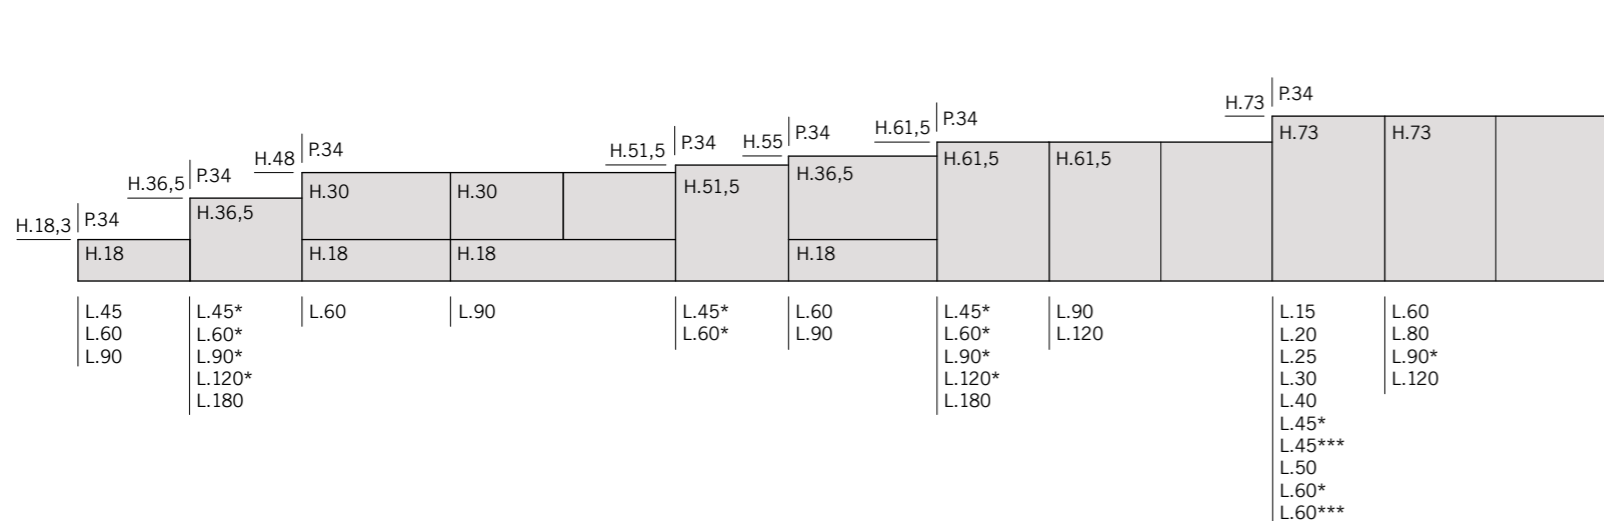 H.18,3
P.34
H.18
L.45
L.60
L.90
H.36,5
P.34
H.36,5
L.45*
L.60*
L.90*
L.120*
L.180
H.48
P.34
H.30
H.18
L.60
H.30
H.18
L.90
H.51,5
P.34
H.51,5
L.45*
L.60*
H.55
P.34
H.36,5
H.18
L.60
L.90
H.61,5
P.34
H.61,5
L.45*
L.60*
L.90*
L.120*
L.180
H.61,5
L.90
L.120
H.73
P.34
H.73
L.15
L.20
L.25
L.30
L.40
L.45*
L.45***
L.50
L.60*
L.60***
H.73
L.60
L.80
L.90*
L.120